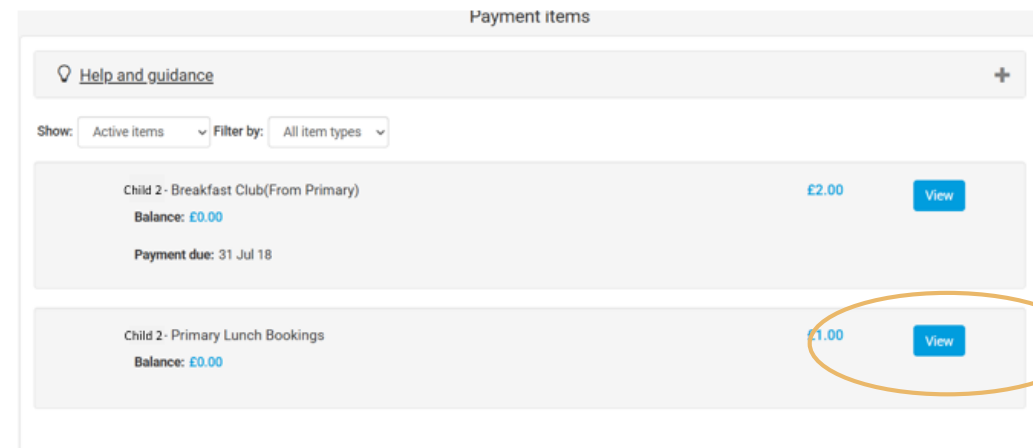 Payment items
Help and guidance
Show: Active items Filter by: All item types
Child 2 - Breakfast Club(From Primary) £2.00 View
Balance: £0.00
Payment due: 31 Jul 18
Child 2 - Primary Lunch Bookings £1.00 View
Balance: £0.00